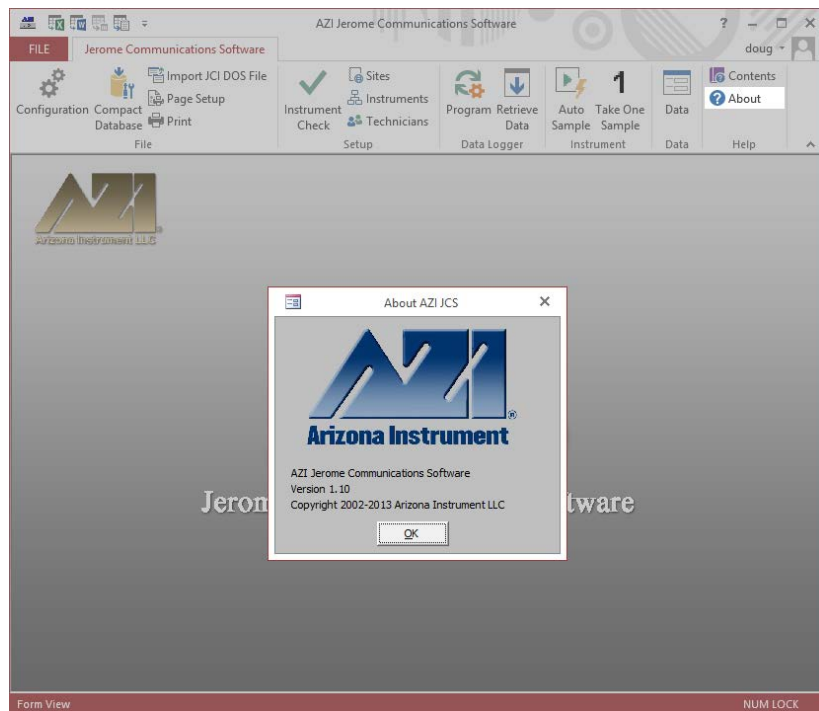 AZI Jerome Communications Software
?
FILE
Jerome Communications Software
doug
Configuration
Compact
Database
Import JCI DOS File
Page Setup
Print
File
Instrument
Check
Sites
Instruments
Technicians
Setup
Program
Retrieve
Data
Data Logger
Auto
Sample
1
Take One
Sample
Instrument
Data
Data
Contents
? About
Help
AZI
Arizona Instrument LLC
About AZI JCS
AZI
®
Arizona Instrument
AZI Jerome Communications Software
Version 1.10
Copyright 2002-2013 Arizona Instrument LLC
OK
Form View
NUM LOCK